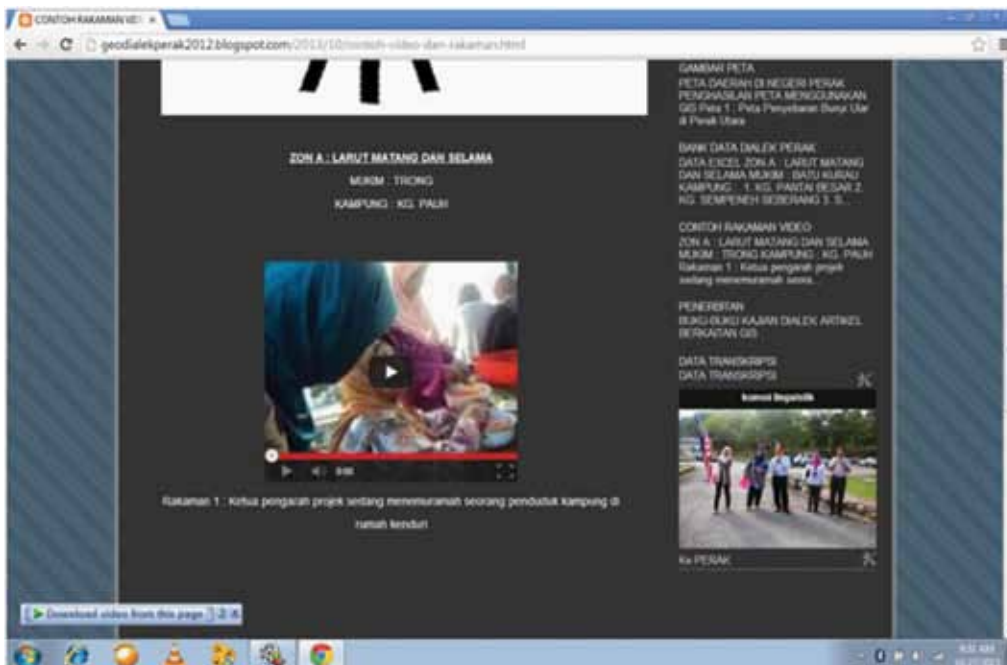 CONTOH RAKAMAN VID
geodialekperak2012.blogspot.com/2013/10/contoh-video-dan-rakaman.html
ZON A : LARUT MATANG DAN SELAMA
MUKIM : TRONG
KAMPUNG : KG. PAUH
0:00
Rakaman 1 : Ketua pengarah projek sedang menemuramah seorang penduduk kampung di
rumah kenduri
GAMBAR PETA
PETA DAERAH DI NEGERI PERAK
PENGHASILAN PETA MENGGUNAKAN
GIS Peta 1 : Peta Penyebaran Bunyi Ular
di Perak Utara
BANK DATA DIALEK PERAK
DATA EXCEL ZON A : LARUT MATANG
DAN SELAMA MUKIM : BATU KURAU
KAMPUNG : 1. KG. PANTAI BESAR 2.
KG. SEMPENEH SEBERANG 3. S...
CONTOH RAKAMAN VIDEO
ZON A : LARUT MATANG DAN SELAMA
MUKIM : TRONG KAMPUNG : KG. PAUH
Rakaman 1 : Ketua pengarah projek
sedang menemuramah seora...
PENERBITAN
BUKU-BUKU KAJIAN DIALEK ARTIKEL
BERKAITAN GIS
DATA TRANSKRIPSI
DATA TRANSKRIPSI
konvoi linguistik
Ke PERAK
Download video from this page